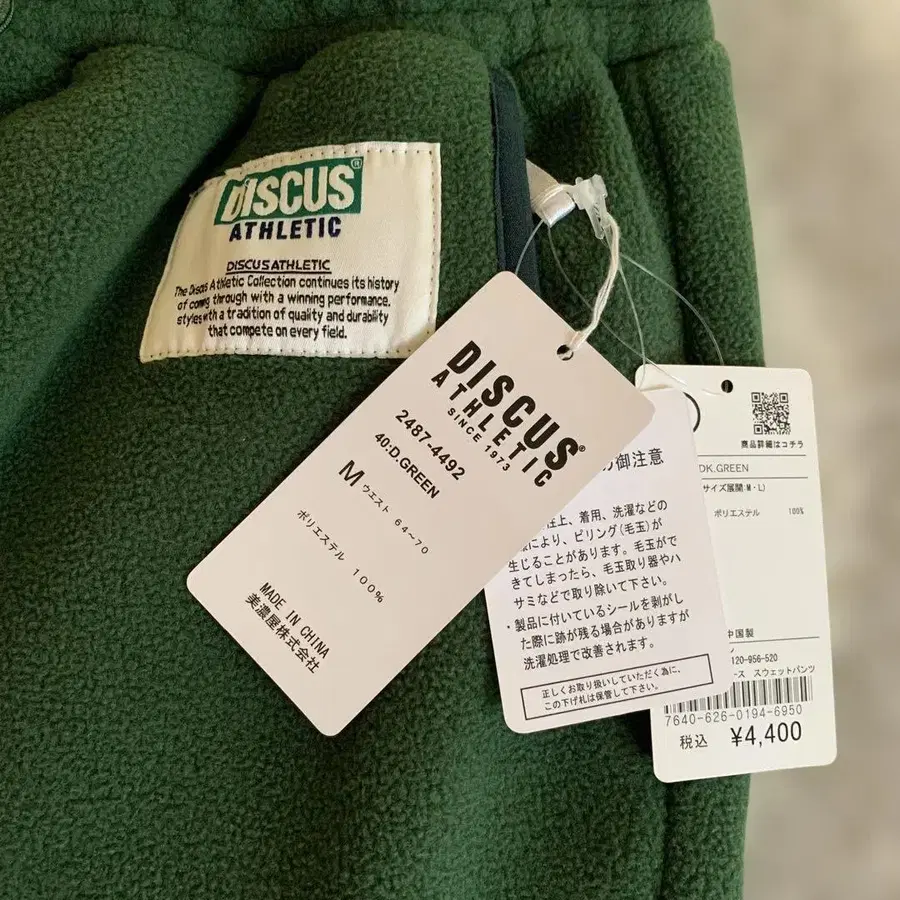 DISCUS®
ATHLETIC
DISCUS ATHLETIC
The Discus Athletic Collection continues its history
of coming through with a winning performance.
styles with a tradition of quality and durability
that compete on every field.
DISCUS®
ATHLETIC
SINCE 1973
2487-4492
40:D.GREEN
M ウエスト 64〜70
ポリエステル 100%
MADE IN CHINA
美濃屋株式会社
の御注意
性上、着用、洗濯などの
により、ピリング(毛玉)が
生じることがあります。毛玉がで
きてしまったら、毛玉取り器やハ
サミなどで取り除いて下さい。
・製品に付いているシールを剥がし
た際に跡が残る場合がありますが
洗濯処理で改善されます。
正しくお取り扱いしていただく為に、
この下げ札は保管して下さい。
商品詳細はコチラ
DK.GREEN
サイズ展開:M・L)
ポリエステル 100%
中国製
120-956-520
ース スウェットパンツ
7640-626-0194-6950
税込 ¥4,400